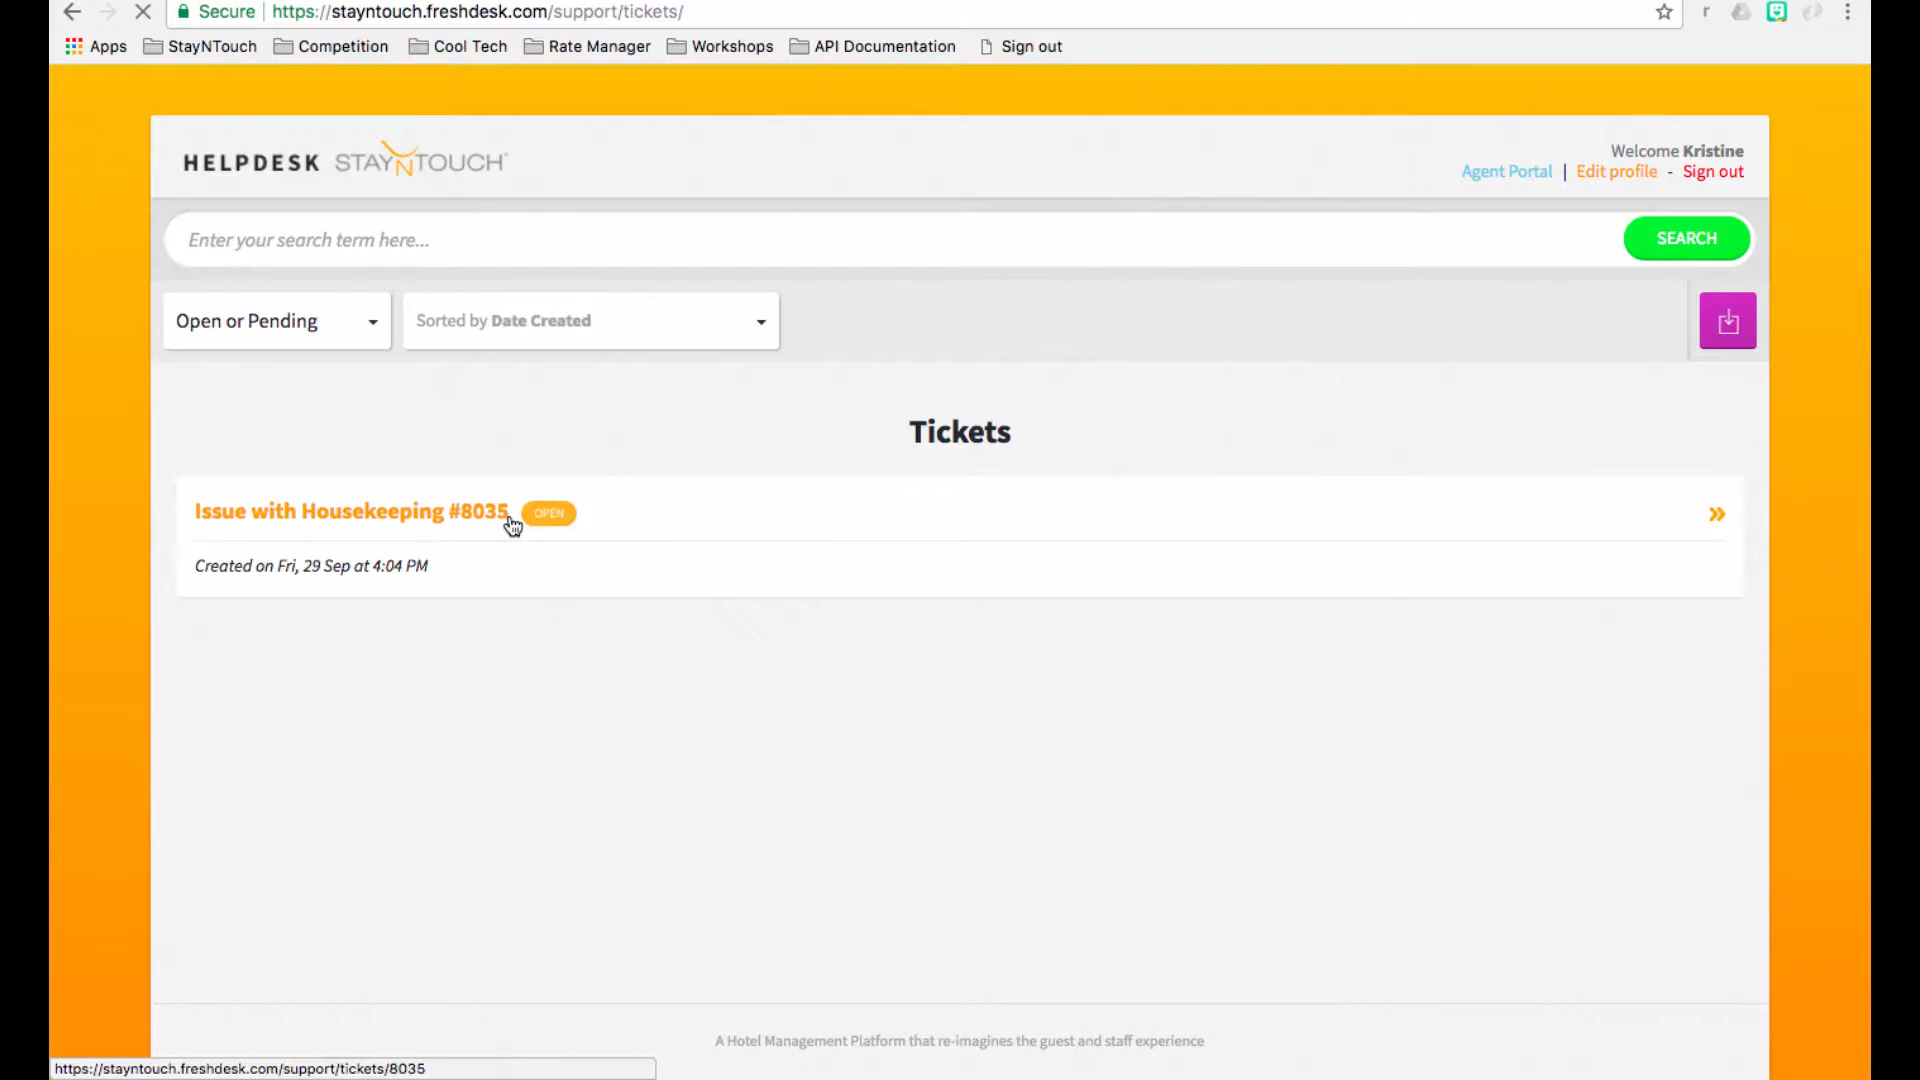 Secure https://stayntouch.freshdesk.com/support/tickets/ r
Apps StayNTouch Competition Cool Tech Rate Manager Workshops API Documentation Sign out
HELPDESK STAYNTOUCH
Welcome Kristine
Agent Portal | Edit profile - Sign out
Enter your search term here... SEARCH
Open or Pending Sorted by Date Created
Tickets
Issue with Housekeeping #8035 OPEN »
Created on Fri, 29 Sep at 4:04 PM
A Hotel Management Platform that re-imagines the guest and staff experience
https://stayntouch.freshdesk.com/support/tickets/8035